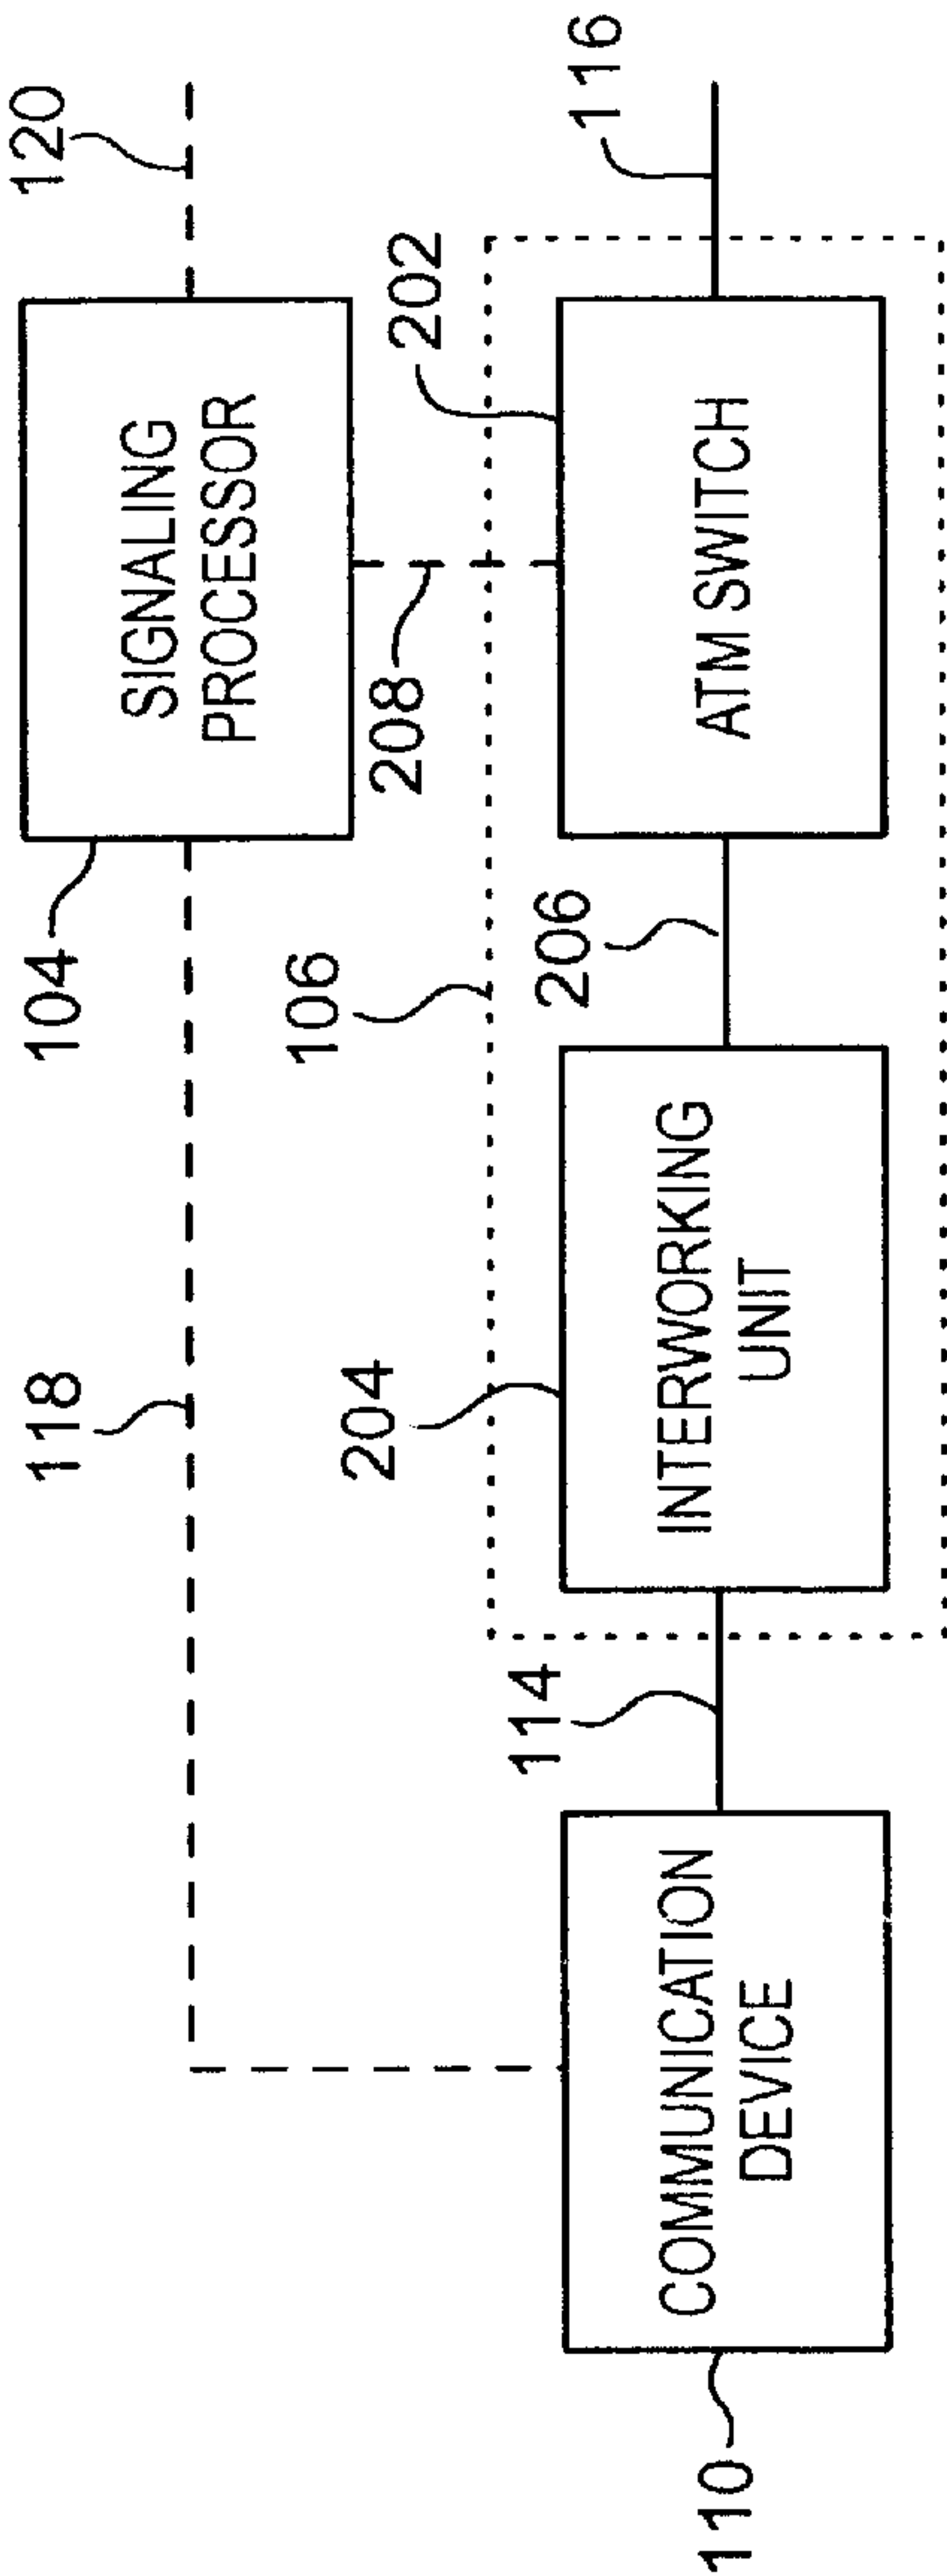 120
SIGNALING
PROCESSOR
104
118
208
202
116
106
ATM SWITCH
206
204
INTERWORKING
UNIT
114
COMMUNICATION
DEVICE
110